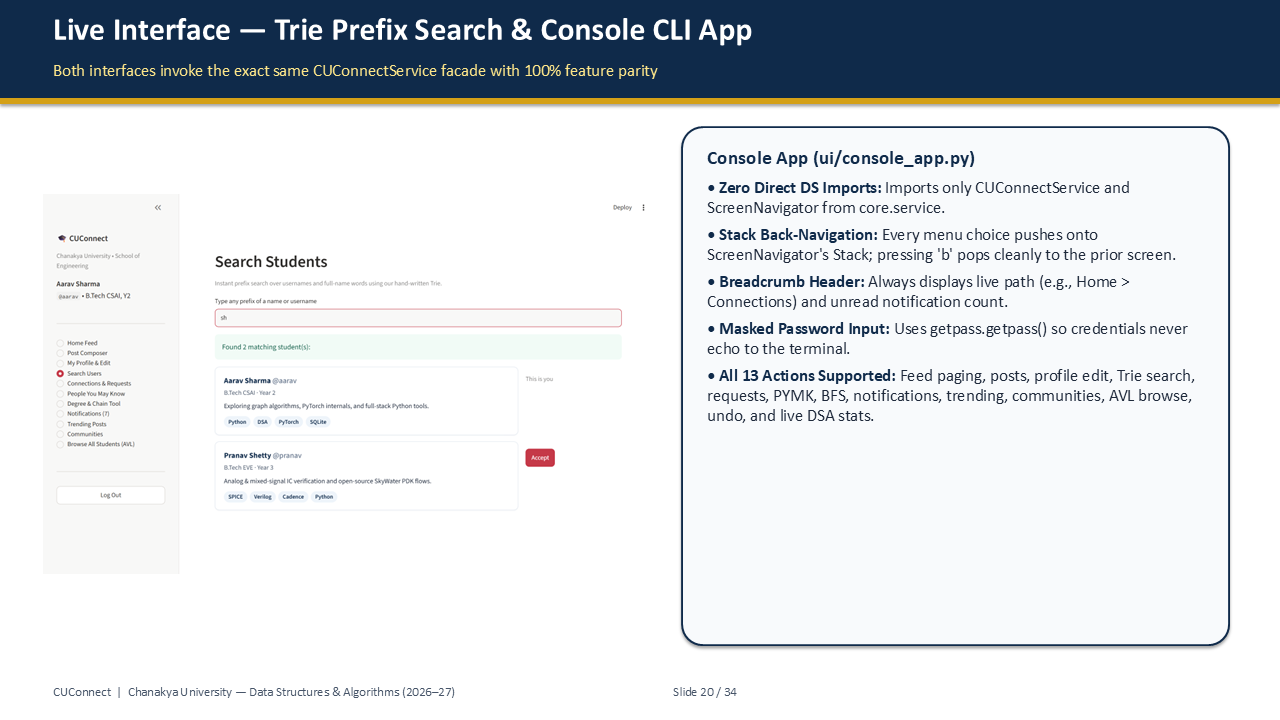 Live Interface — Trie Prefix Search & Console CLI App
Both interfaces invoke the exact same CUConnectService facade with 100% feature parity
«
CUConnect
Chanakya University • School of
Engineering
Aarav Sharma
@aarav • B.Tech CSAI, Y2
Home Feed
Post Composer
My Profile & Edit
Search Users
Connections & Requests
People You May Know
Degree & Chain Tool
Notifications (7)
Trending Posts
Communities
Browse All Students (AVL)
Log Out
Deploy
Search Students
Instant prefix search over usernames and full-name words using our hand-written Trie.
Type any prefix of a name or username
sh
Found 2 matching student(s):
Aarav Sharma @aarav
B.Tech CSAI · Year 2
Exploring graph algorithms, PyTorch internals, and full-stack Python tools.
Python DSA PyTorch SQLite
This is you
Pranav Shetty @pranav
B.Tech EVE · Year 3
Analog & mixed-signal IC verification and open-source SkyWater PDK flows.
SPICE Verilog Cadence Python
Accept
Console App (ui/console_app.py)
• Zero Direct DS Imports: Imports only CUConnectService and
ScreenNavigator from core.service.
• Stack Back-Navigation: Every menu choice pushes onto
ScreenNavigator's Stack; pressing 'b' pops cleanly to the prior screen.
• Breadcrumb Header: Always displays live path (e.g., Home >
Connections) and unread notification count.
• Masked Password Input: Uses getpass.getpass() so credentials never
echo to the terminal.
• All 13 Actions Supported: Feed paging, posts, profile edit, Trie search,
requests, PYMK, BFS, notifications, trending, communities, AVL browse,
undo, and live DSA stats.
CUConnect | Chanakya University — Data Structures & Algorithms (2026–27)
Slide 20 / 34